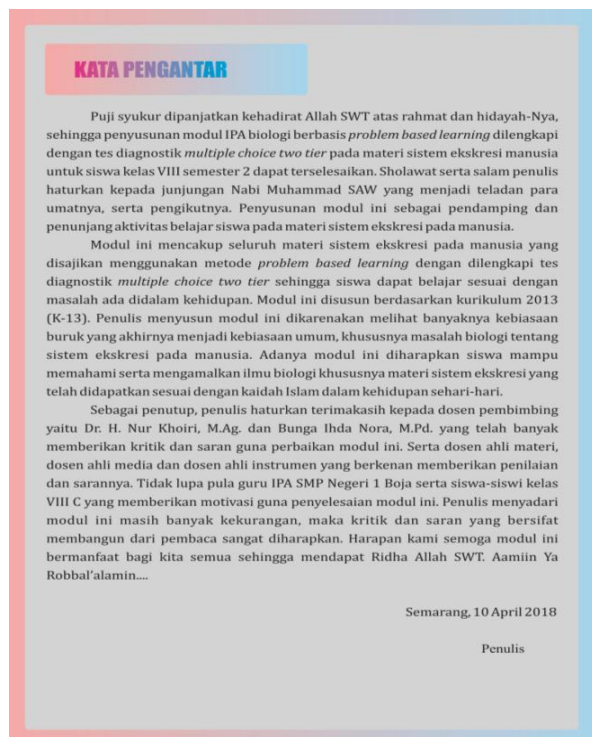 KATA PENGANTAR
Puji syukur dipanjatkan kehadirat Allah SWT atas rahmat dan hidayah-Nya,
sehingga penyusunan modul IPA biologi berbasis problem based learning dilengkapi
dengan tes diagnostik multiple choice two tier pada materi sistem ekskresi manusia
untuk siswa kelas VIII semester 2 dapat terselesaikan. Sholawat serta salam penulis
haturkan kepada junjungan Nabi Muhammad SAW yang menjadi teladan para
umatnya, serta pengikutnya. Penyusunan modul ini sebagai pendamping dan
penunjang aktivitas belajar siswa pada materi sistem ekskresi pada manusia.
Modul ini mencakup seluruh materi sistem ekskresi pada manusia yang
disajikan menggunakan metode problem based learning dengan dilengkapi tes
diagnostik multiple choice two tier sehingga siswa dapat belajar sesuai dengan
masalah ada didalam kehidupan. Modul ini disusun berdasarkan kurikulum 2013
(K-13). Penulis menyusun modul ini dikarenakan melihat banyaknya kebiasaan
buruk yang akhirnya menjadi kebiasaan umum, khususnya masalah biologi tentang
sistem ekskresi pada manusia. Adanya modul ini diharapkan siswa mampu
memahami serta mengamalkan ilmu biologi khususnya materi sistem ekskresi yang
telah didapatkan sesuai dengan kaidah Islam dalam kehidupan sehari-hari.
Sebagai penutup, penulis haturkan terimakasih kepada dosen pembimbing
yaitu Dr. H. Nur Khoiri, M.Ag. dan Bunga Ihda Nora, M.Pd. yang telah banyak
memberikan kritik dan saran guna perbaikan modul ini. Serta dosen ahli materi,
dosen ahli media dan dosen ahli instrumen yang berkenan memberikan penilaian
dan sarannya. Tidak lupa pula guru IPA SMP Negeri 1 Boja serta siswa-siswi kelas
VIII C yang memberikan motivasi guna penyelesaian modul ini. Penulis menyadari
modul ini masih banyak kekurangan, maka kritik dan saran yang bersifat
membangun dari pembaca sangat diharapkan. Harapan kami semoga modul ini
bermanfaat bagi kita semua sehingga mendapat Ridha Allah SWT. Aamiin Ya
Robbal'alamin....
Semarang, 10 April 2018
Penulis